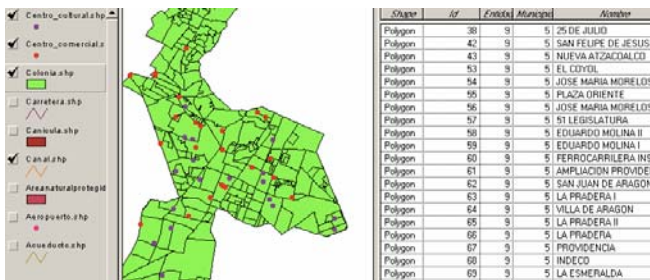 Centro_cultural.shp
Centro_comercial.s
Colonia.shp
Carretera.shp
Canicula.shp
Canal.shp
Areanaturalprotegid
Aeropuerto.shp
Acueducto.shp
Shape Id Entidad Municipio Nombre
Polygon 38 9 5 25 DE JULIO
Polygon 42 9 5 SAN FELIPE DE JESUS
Polygon 43 9 5 NUEVA ATZACOALCO
Polygon 53 9 5 EL COYOL
Polygon 54 9 5 JOSE MARIA MORELOS
Polygon 55 9 5 PLAZA ORIENTE
Polygon 56 9 5 JOSE MARIA MORELOS
Polygon 57 9 5 51 LEGISLATURA
Polygon 58 9 5 EDUARDO MOLINA II
Polygon 59 9 5 EDUARDO MOLINA I
Polygon 60 9 5 FERROCARRILERA INS
Polygon 61 9 5 AMPLIACION PROVIDE
Polygon 62 9 5 SAN JUAN DE ARAGON
Polygon 63 9 5 LA PRADERA I
Polygon 64 9 5 VILLA DE ARAGON
Polygon 65 9 5 LA PRADERA II
Polygon 66 9 5 LA PRADERA
Polygon 67 9 5 PROVIDENCIA
Polygon 68 9 5 INDECO
Polygon 69 9 5 LA ESMERALDA